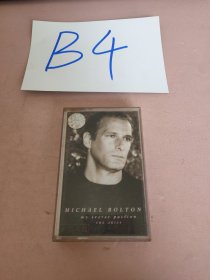 B4
MICHAEL BOLTON
my secret passion
THE ARIAS